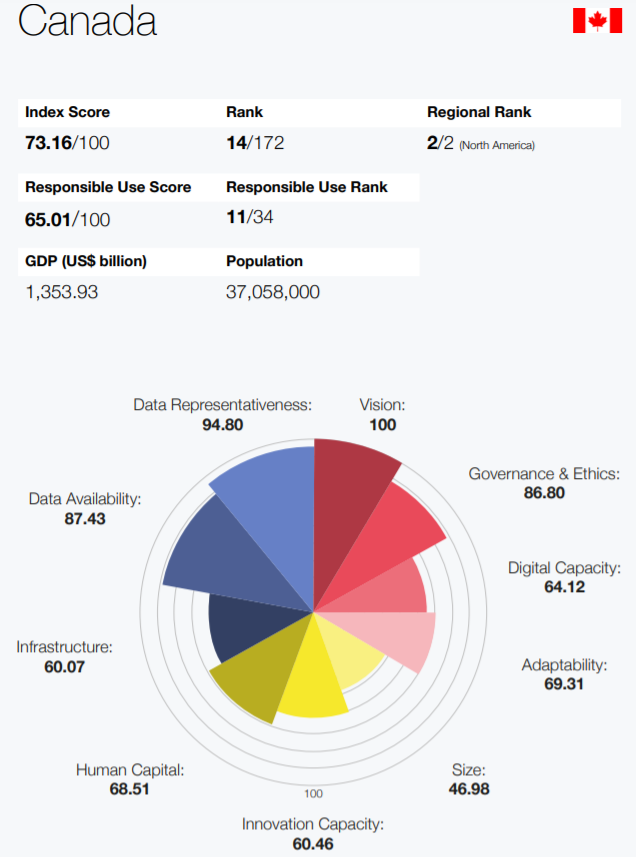 Canada
Index Score Rank Regional Rank
73.16/100 14/172 2/2 (North America)
Responsible Use Score Responsible Use Rank
65.01/100 11/34
GDP (US$ billion) Population
1,353.93 37,058,000
Data Representativeness: Vision:
94.80 100
Governance & Ethics:
86.80
Data Availability:
87.43
Digital Capacity:
64.12
Infrastructure:
60.07
Adaptability:
69.31
Human Capital: Size:
68.51 46.98
100
Innovation Capacity:
60.46